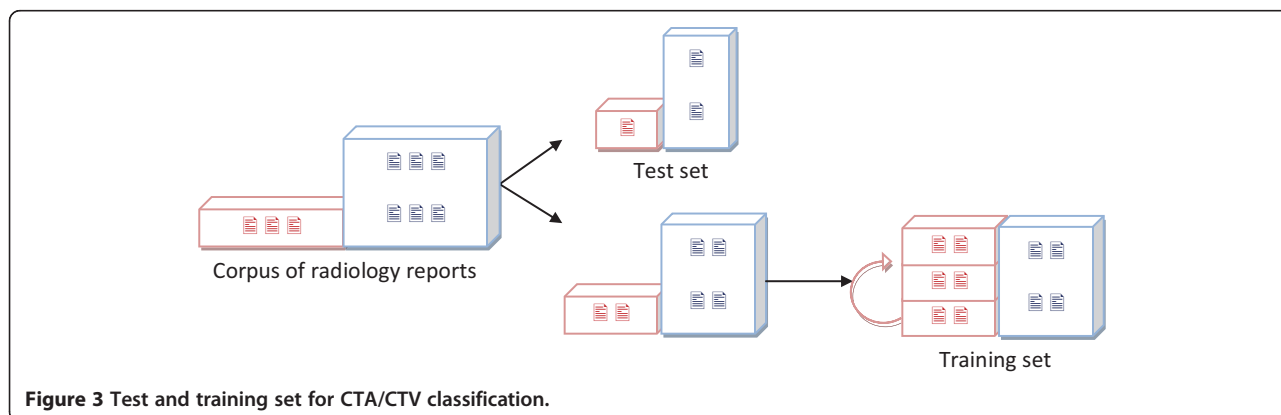 Test set
Corpus of radiology reports
Training set
Figure 3 Test and training set for CTA/CTV classification.